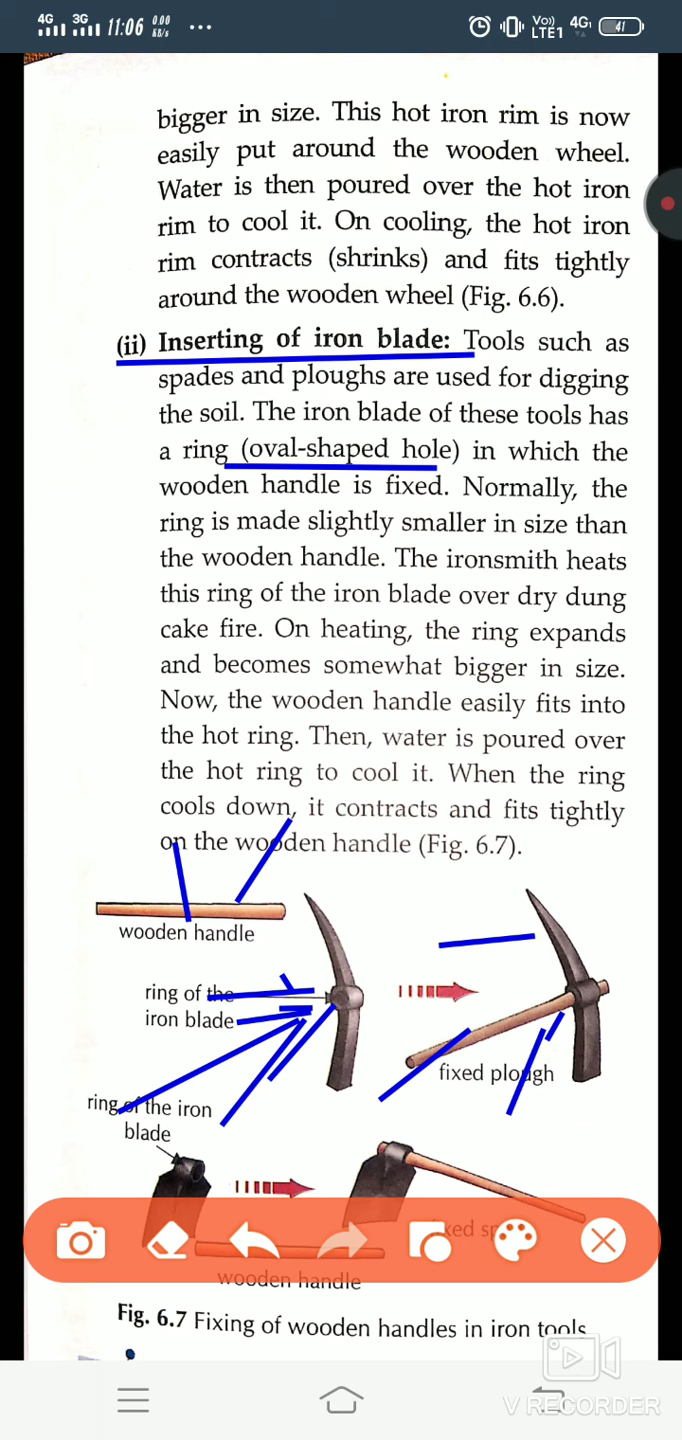 4G 3G 11:06 0.00 KB/s ... Vo) LTE1 4G 41
bigger in size. This hot iron rim is now
easily put around the wooden wheel.
Water is then poured over the hot iron
rim to cool it. On cooling, the hot iron
rim contracts (shrinks) and fits tightly
around the wooden wheel (Fig. 6.6).
(ii) Inserting of iron blade: Tools such as
spades and ploughs are used for digging
the soil. The iron blade of these tools has
a ring (oval-shaped hole) in which the
wooden handle is fixed. Normally, the
ring is made slightly smaller in size than
the wooden handle. The ironsmith heats
this ring of the iron blade over dry dung
cake fire. On heating, the ring expands
and becomes somewhat bigger in size.
Now, the wooden handle easily fits into
the hot ring. Then, water is poured over
the hot ring to cool it. When the ring
cools down, it contracts and fits tightly
on the wooden handle (Fig. 6.7).
wooden handle
ring of the
iron blade
fixed plough
ring of the iron
blade
wooden handle
Fig. 6.7 Fixing of wooden handles in iron tools
V RECORDER